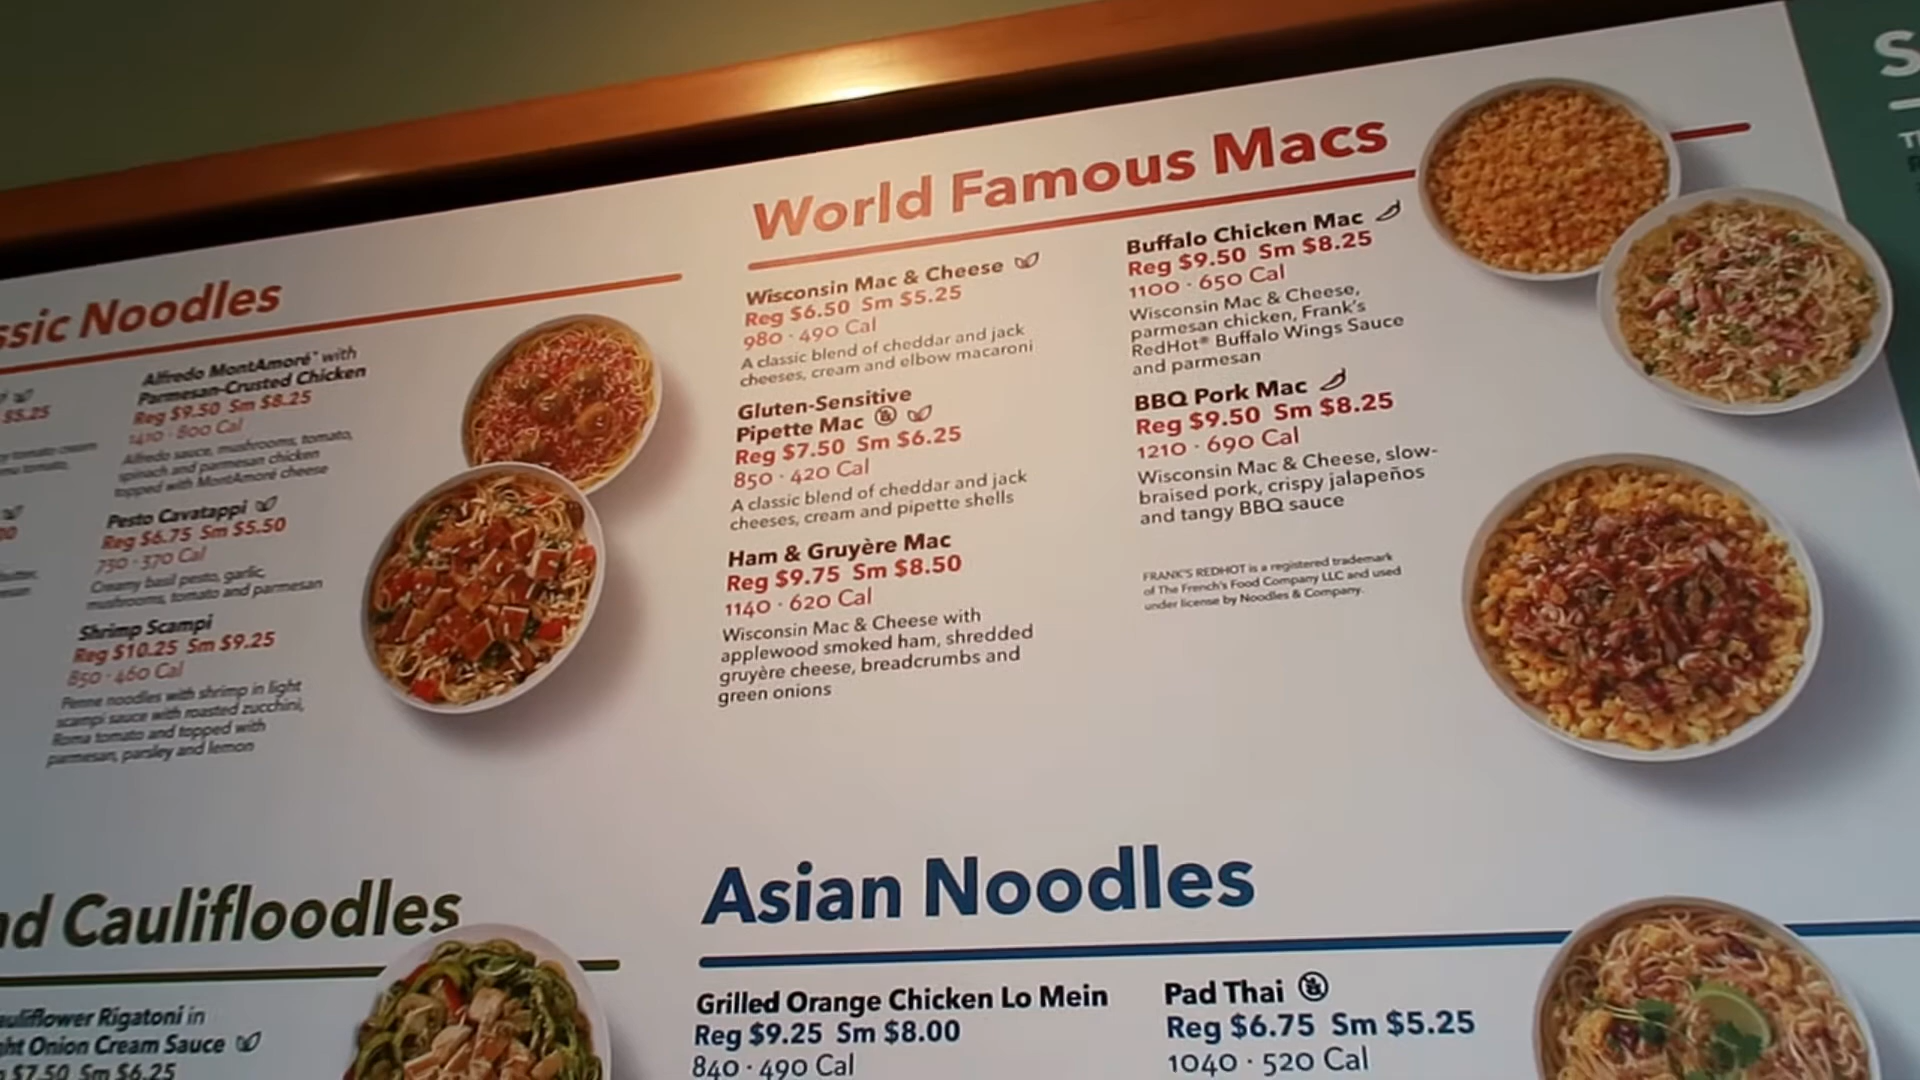 ssic Noodles
$5.25
Alfredo MontAmoré® with
Parmesan-Crusted Chicken
Reg $9.50 Sm $8.25
1410 · 800 Cal
Alfredo sauce, mushrooms, tomato,
spinach and parmesan chicken
topped with MontAmoré cheese
Pesto Cavatappi
Reg $6.75 Sm $5.50
730 · 370 Cal
Creamy basil pesto, garlic,
mushrooms, tomato and parmesan
Shrimp Scampi
Reg $10.25 Sm $9.25
850 · 460 Cal
Penne noodles with shrimp in light
scampi sauce with roasted zucchini,
Roma tomato and topped with
parmesan, parsley and lemon
World Famous Macs
Wisconsin Mac & Cheese
Reg $6.50 Sm $5.25
980 · 490 Cal
A classic blend of cheddar and jack
cheeses, cream and elbow macaroni
Gluten-Sensitive
Pipette Mac
Reg $7.50 Sm $6.25
850 · 420 Cal
A classic blend of cheddar and jack
cheeses, cream and pipette shells
Ham & Gruyère Mac
Reg $9.75 Sm $8.50
1140 · 620 Cal
Wisconsin Mac & Cheese with
applewood smoked ham, shredded
gruyère cheese, breadcrumbs and
green onions
Buffalo Chicken Mac
Reg $9.50 Sm $8.25
1100 · 650 Cal
Wisconsin Mac & Cheese,
parmesan chicken, Frank's
RedHot® Buffalo Wings Sauce
and parmesan
BBQ Pork Mac
Reg $9.50 Sm $8.25
1210 · 690 Cal
Wisconsin Mac & Cheese, slow-
braised pork, crispy jalapeños
and tangy BBQ sauce
FRANK'S REDHOT is a registered trademark
of The French's Food Company LLC and used
under license by Noodles & Company.
nd Caulifloodles
auliflower Rigatoni in
ght Onion Cream Sauce
$7.50 Sm $6.25
Asian Noodles
Grilled Orange Chicken Lo Mein
Reg $9.25 Sm $8.00
840 · 490 Cal
Pad Thai
Reg $6.75 Sm $5.25
1040 · 520 Cal
S